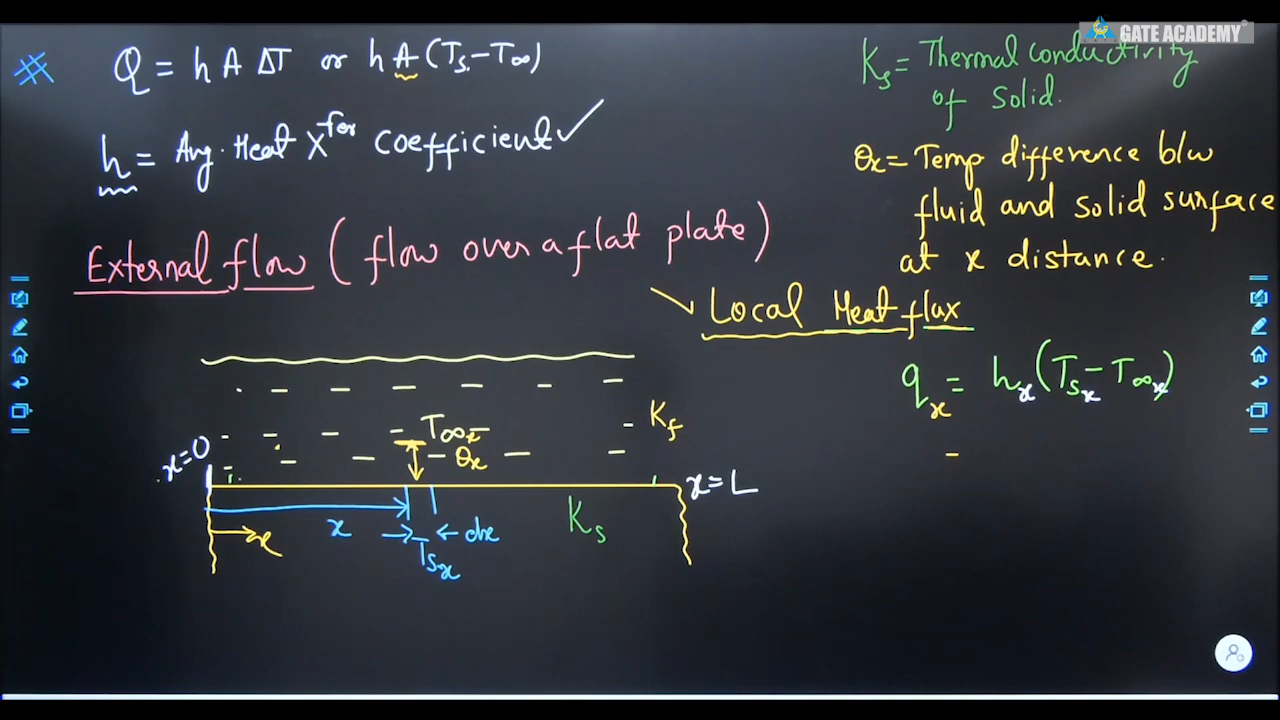 GATE ACADEMY
Q = h A ΔT or h A (Ts - T∞)
h = Avg. Heat X^fer coefficient ✓
External flow (flow over a flat plate)
Ks = Thermal conductivity
of Solid.
θx = Temp difference b/w
fluid and solid surface
at x distance.
Local Heat flux
qx = hx (Tsx - T∞x)
=
T∞x
θx
Kf
x=0
x=L
x
x
dx
Ks
Tsx